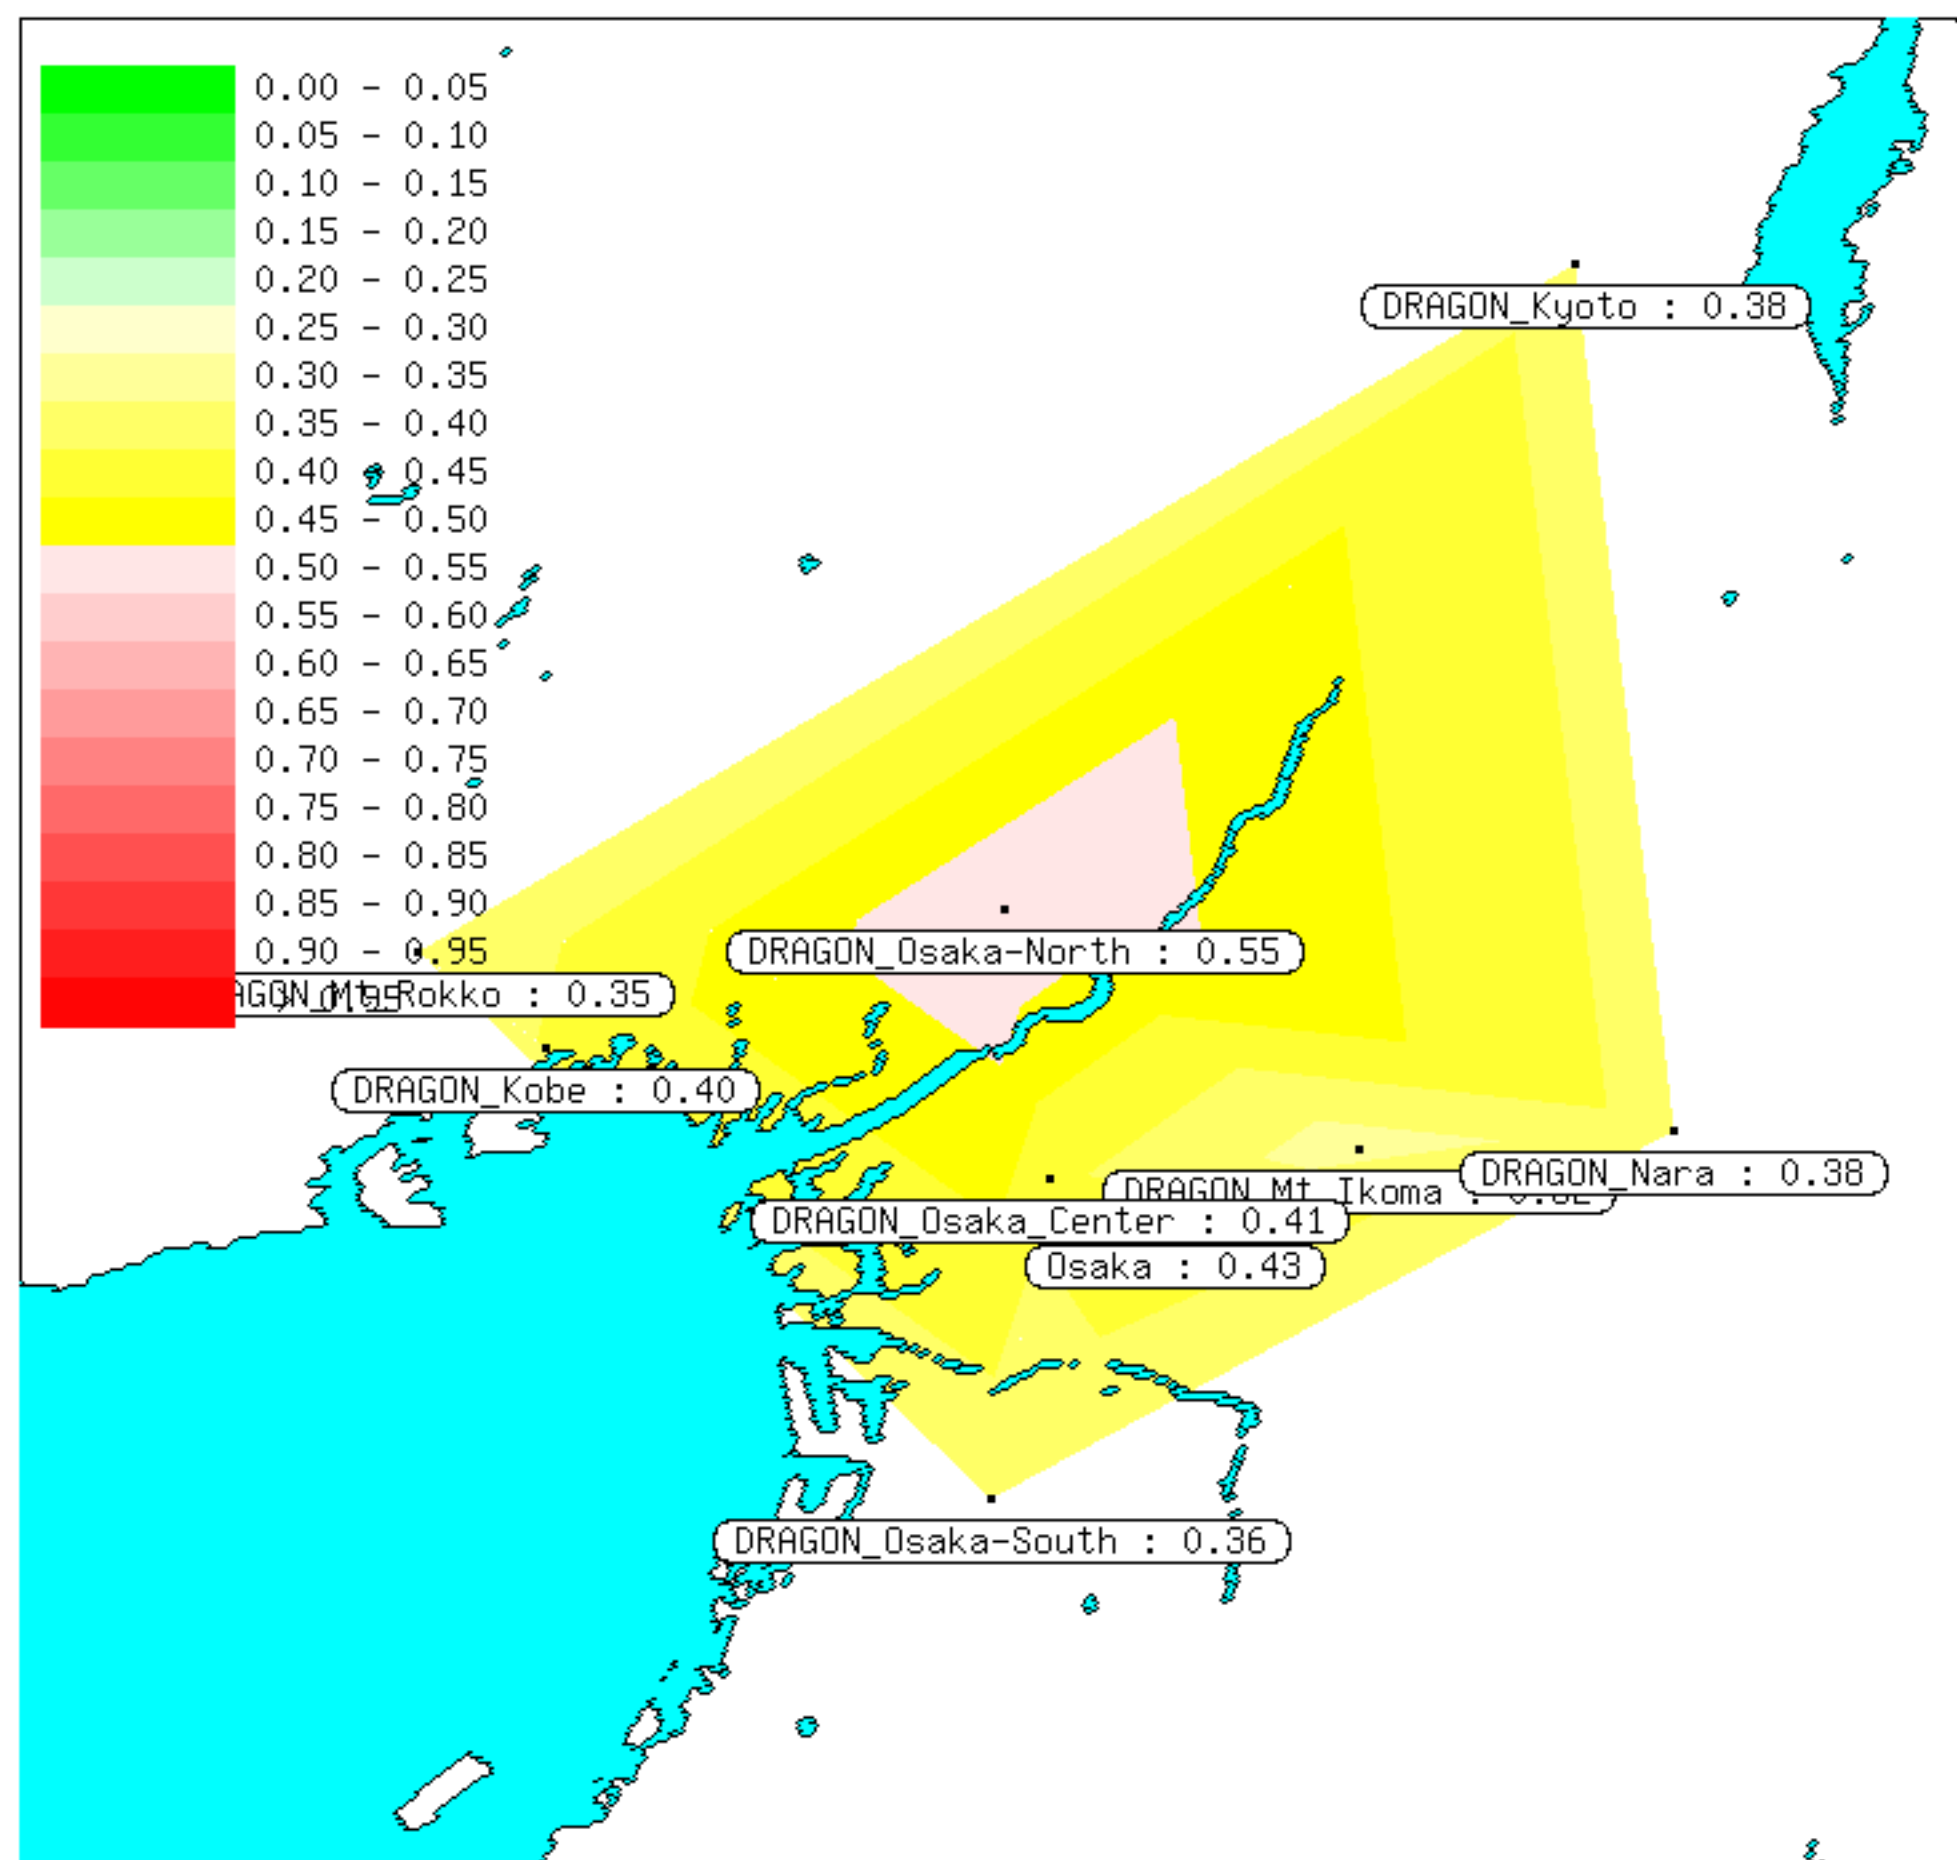 0.00 - 0.05
0.05 - 0.10
0.10 - 0.15
0.15 - 0.20
0.20 - 0.25
0.25 - 0.30
DRAGON_Kyoto : 0.38
0.30 - 0.35
0.35 - 0.40
0.40 - 0.45
0.45 - 0.50
0.50 - 0.55
0.55 - 0.60
0.60 - 0.65
0.65 - 0.70
0.70 - 0.75
0.75 - 0.80
0.80 - 0.85
0.85 - 0.90
0.90 - 0.95
DRAGON_Osaka-North : 0.55
Rokko : 0.35
DRAGON_Kobe : 0.40
DRAGON_Nara : 0.38
DRAGON_Mt_Ikoma :
DRAGON_Osaka_Center : 0.41
Osaka : 0.43
DRAGON_Osaka-South : 0.36